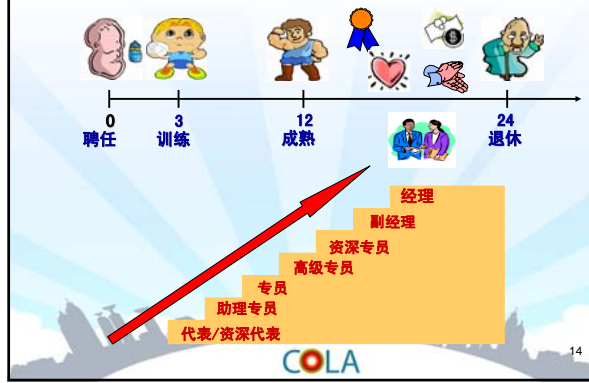 0 3 12 24
聘任 训练 成熟 退休
经理
副经理
资深专员
高级专员
专员
助理专员
代表/资深代表
COLA
14